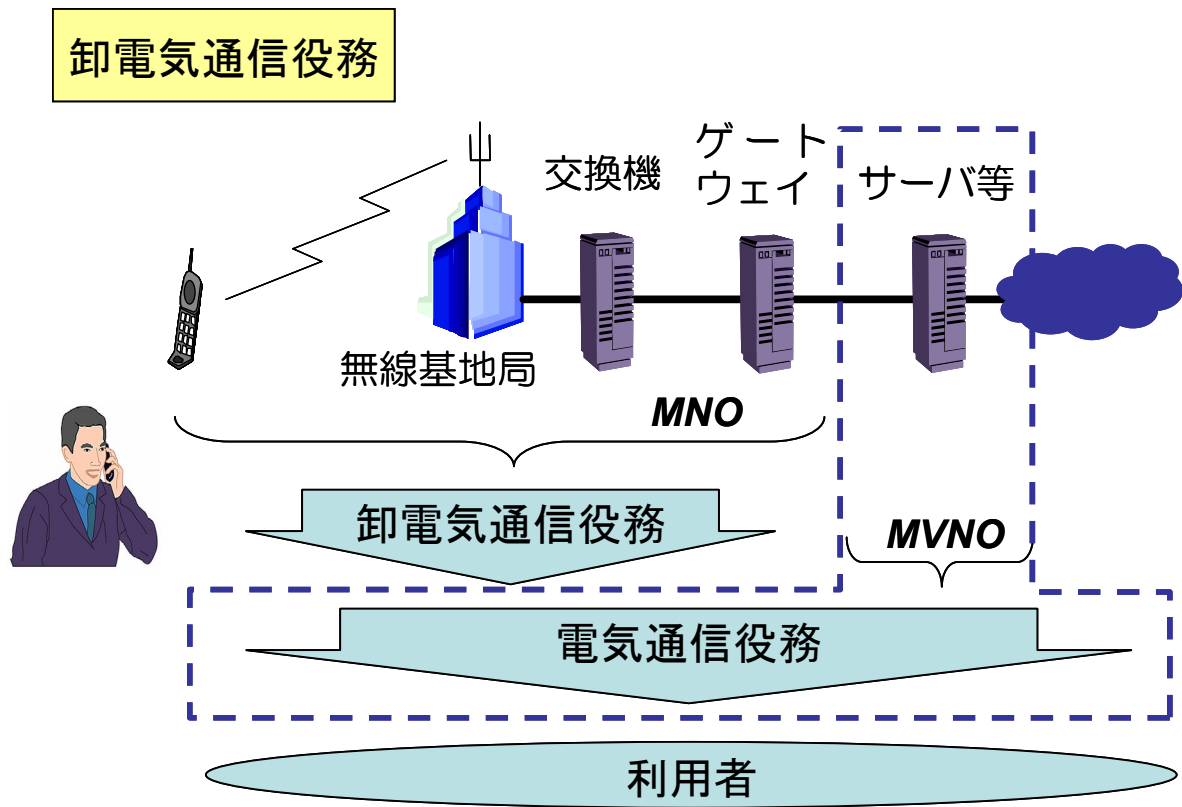 卸電気通信役務
交換機
ゲート
ウェイ
サーバ等
無線基地局
MNO
卸電気通信役務
MVNO
電気通信役務
利用者